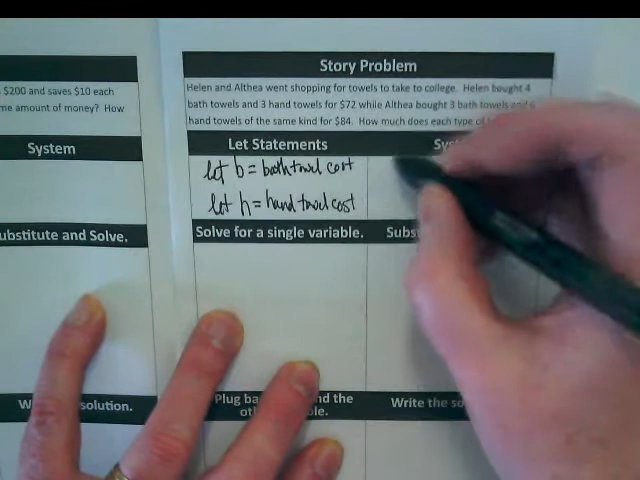 Story Problem
$200 and saves $10 each
me amount of money? How
Helen and Althea went shopping for towels to take to college. Helen bought 4
bath towels and 3 hand towels for $72 while Althea bought 3 bath towels and 6
hand towels of the same kind for $84. How much does each type of
System
Let Statements
Sys
let b = bath towel cost
let h = hand towel cost
ubstitute and Solve.
Solve for a single variable.
Subs
W solution.
Plug ba nd the
ot ble.
Write the so